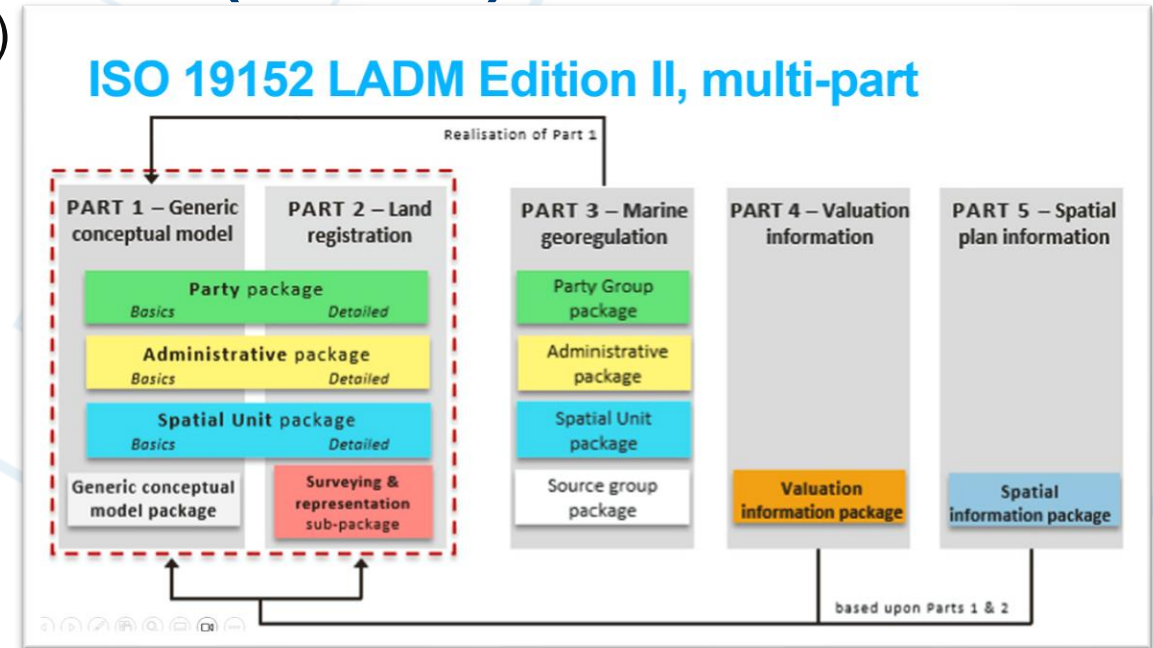 )
ISO 19152 LADM Edition II, multi-part
Realisation of Part 1
PART 1 – Generic
conceptual model
PART 2 – Land
registration
PART 3 – Marine
georegulation
PART 4 – Valuation
information
PART 5 – Spatial
plan information
Party package
Basics
Detailed
Party Group
package
Administrative package
Basics
Detailed
Administrative
package
Spatial Unit package
Basics
Detailed
Spatial Unit
package
Generic conceptual
model package
Surveying &
representation
sub-package
Source group
package
Valuation
information package
Spatial
information package
based upon Parts 1 & 2